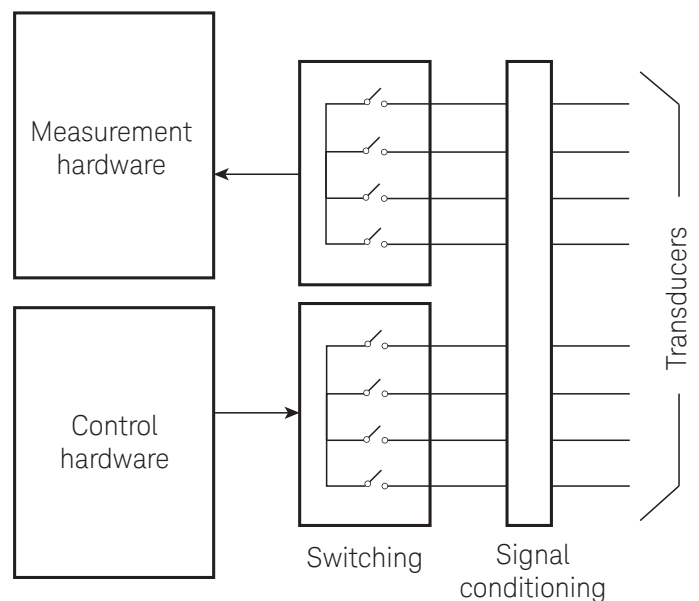 Measurement
hardware
Control
hardware
Switching
Signal
conditioning
Transducers